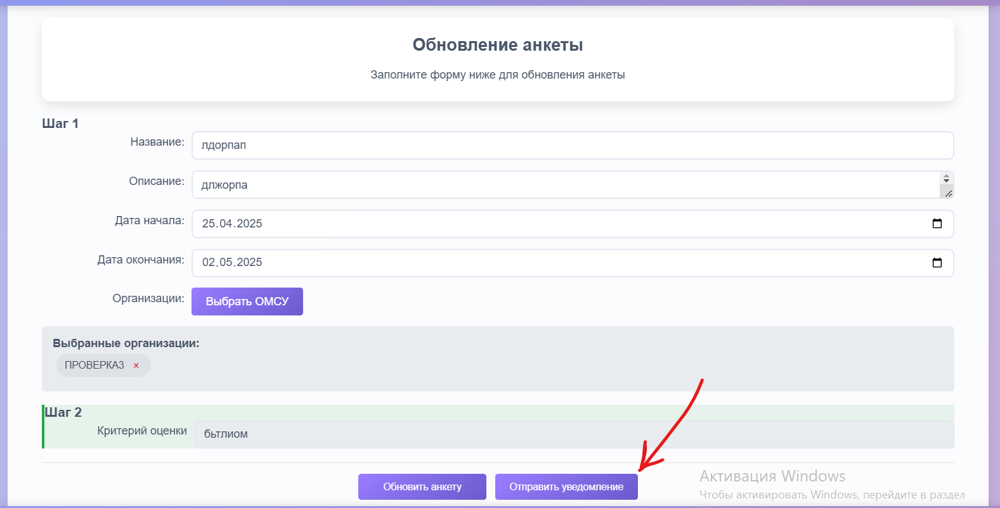 Обновление анкеты
Заполните форму ниже для обновления анкеты
Шаг 1
Название:
лдорпап
Описание:
длжорпа
Дата начала:
25.04.2025
Дата окончания:
02.05.2025
Организации:
Выбрать ОМСУ
Выбранные организации:
ПРОВЕРКА3 ×
Шаг 2
Критерий оценки
бьтлиом
Обновить анкету
Отправить уведомление
Активация Windows
Чтобы активировать Windows, перейдите в раздел